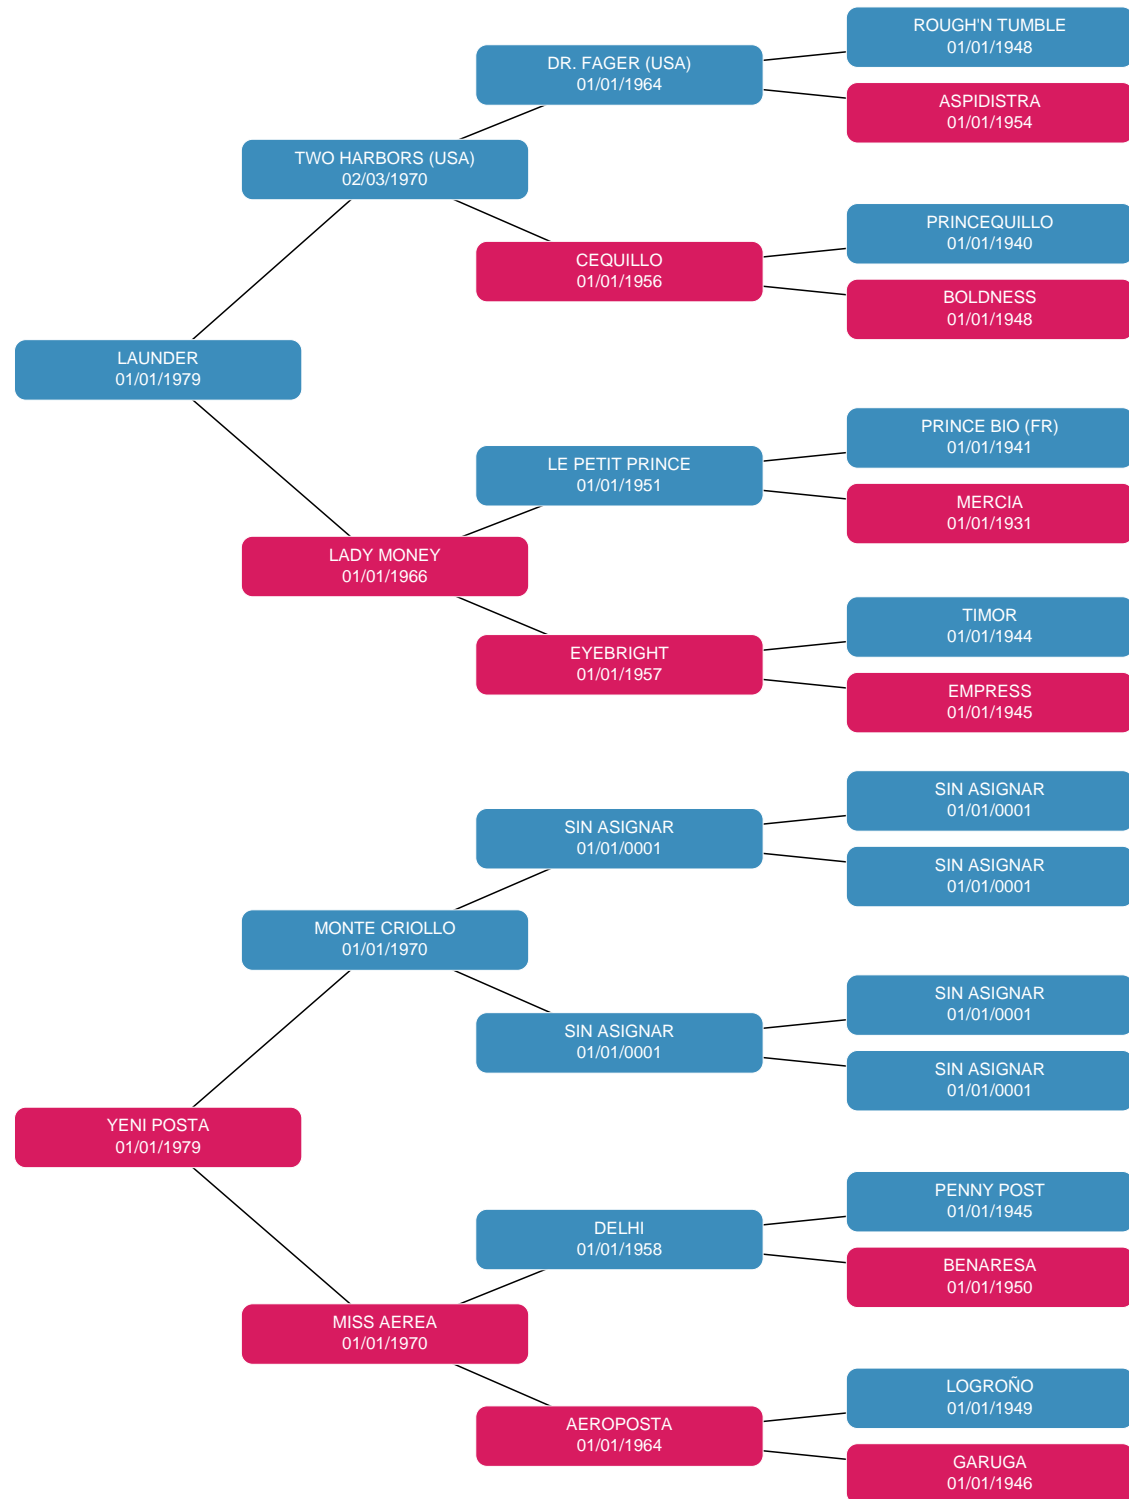 ROUGH'N TUMBLE
01/01/1948
DR. FAGER (USA)
01/01/1964
ASPIDISTRA
01/01/1954
TWO HARBORS (USA)
02/03/1970
PRINCEQUILLO
01/01/1940
CEQUILLO
01/01/1956
BOLDNESS
01/01/1948
LAUNDER
01/01/1979
PRINCE BIO (FR)
01/01/1941
LE PETIT PRINCE
01/01/1951
MERCIA
01/01/1931
LADY MONEY
01/01/1966
TIMOR
01/01/1944
EYEBRIGHT
01/01/1957
EMPRESS
01/01/1945
SIN ASIGNAR
01/01/0001
SIN ASIGNAR
01/01/0001
SIN ASIGNAR
01/01/0001
MONTE CRIOLLO
01/01/1970
SIN ASIGNAR
01/01/0001
SIN ASIGNAR
01/01/0001
SIN ASIGNAR
01/01/0001
YENI POSTA
01/01/1979
PENNY POST
01/01/1945
DELHI
01/01/1958
BENARESA
01/01/1950
MISS AEREA
01/01/1970
LOGROÑO
01/01/1949
AEROPOSTA
01/01/1964
GARUGA
01/01/1946